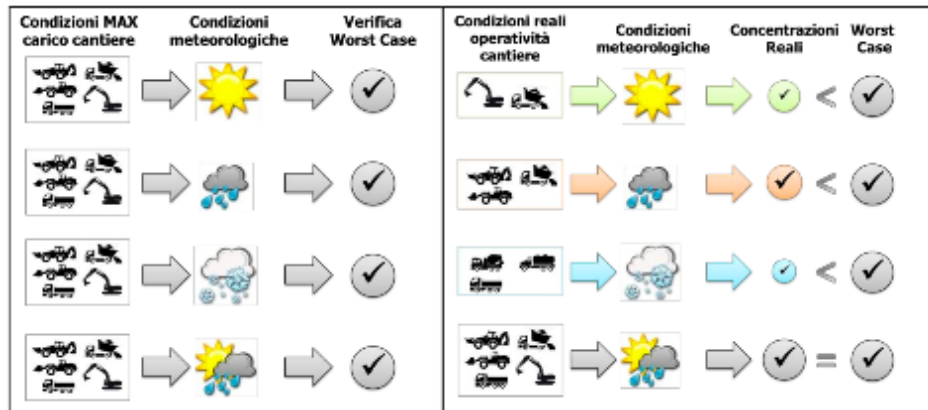 Condizioni MAX
carico cantiere
Condizioni
meteorologiche
Verifica
Worst Case
Condizioni reali
operatività
cantiere
Condizioni
meteorologiche
Concentrazioni
Reali
Worst
Case
<
<
<
=